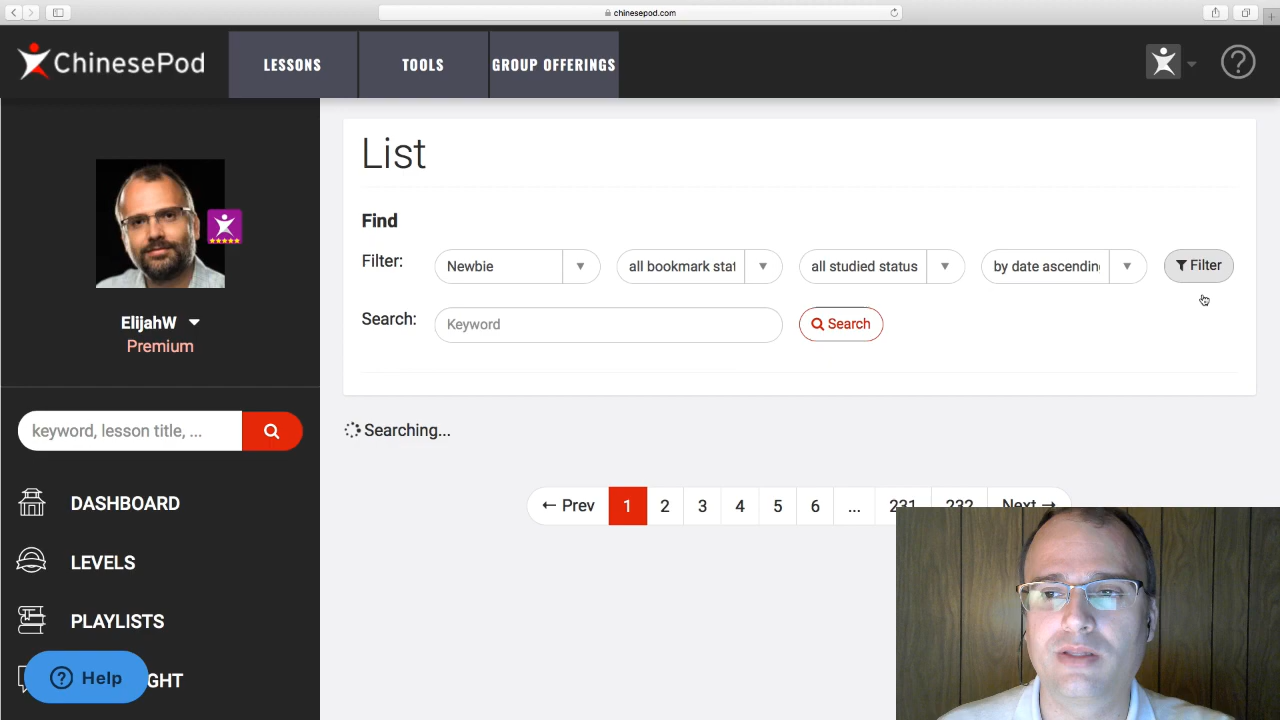 chinesepod.com
ChinesePod
LESSONS
TOOLS
GROUP OFFERINGS
ElijahW
Premium
keyword, lesson title, ...
DASHBOARD
LEVELS
PLAYLISTS
GHT
Help
List
Find
Filter:
Newbie
all bookmark stat
all studied status
by date ascending
Filter
Search:
Keyword
Search
Searching...
← Prev 1 2 3 4 5 6 ... 231 232 Next →